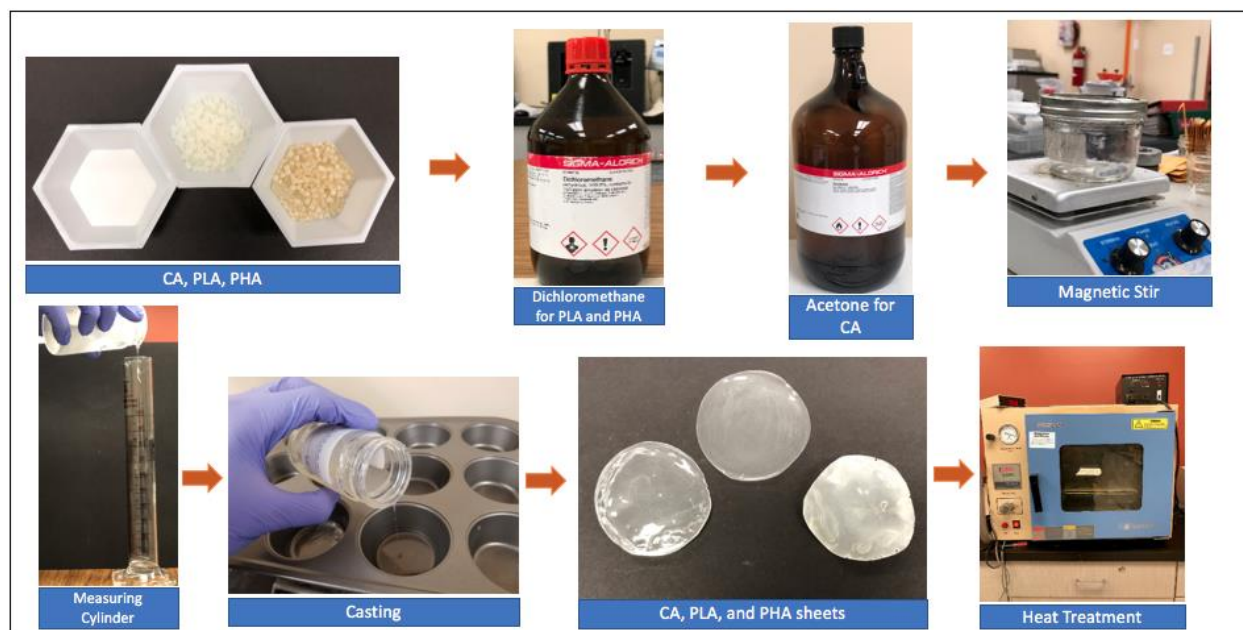 CA, PLA, PHA
SIGMA-ALDRICH
Dichloromethane
Dichloromethane
for PLA and PHA
SIGMA-ALDRICH
Acetone for
CA
Magnetic Stir
Measuring
Cylinder
Casting
CA, PLA, and PHA sheets
Heat Treatment